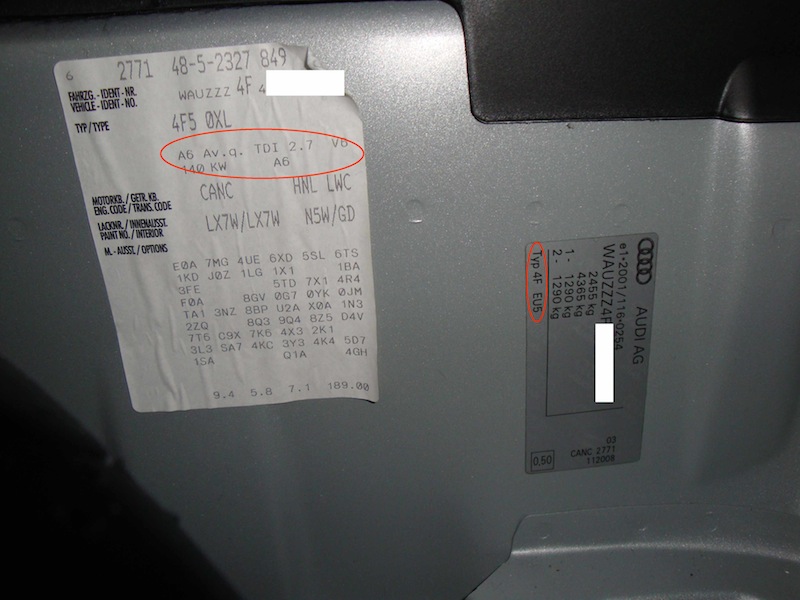 6 2771 48-5-2327 849
FAHRZG.-IDENT-NR.
VEHICLE-IDENT-NO.
WAUZZZ 4F 4
TYP/TYPE
4F5 0XL
A6 Av.q. TDI 2.7 V6
140 KW A6
MOTORKB./GETR.KB.
ENG.CODE/TRANS.CODE
CANC HNL LWC
LACKNR./INNENAUSST.
PAINT NO./INTERIOR
LX7W/LX7W N5W/GD
M.-AUSST./OPTIONS
E0A 7MG 4UE 6XD 5SL 6TS
1KD J0Z 1LG 1X1 1BA
3FE 5TD 7X1 4R4
F0A 8GV 0G7 0YK 0JM
TA1 3NZ 8BP U2A X0A 1N3
2ZQ 8Q3 9Q4 8Z5 D4V
7T6 C9X 7K6 4X3 2K1
3L3 SA7 4KC 3Y3 4K4 5D7
1SA Q1A 4GH
9.4 5.8 7.1 189.00
AUDI AG
e1*2001/116*0254
WAUZZZ4F
2455 kg
4365 kg
1- 1290 kg
2- 1290 kg
Typ 4F EU5
03
CANC 2771
112008
0,50